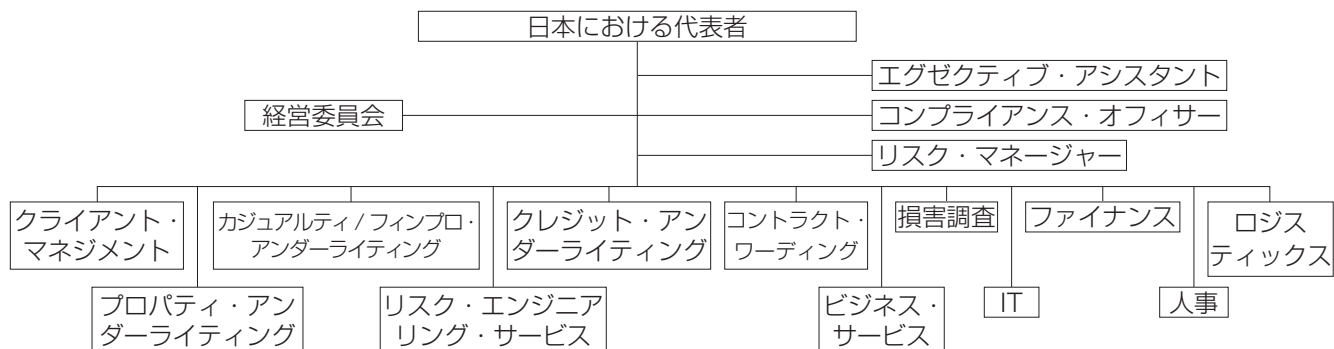 日本における代表者
エグゼクティブ・アシスタント
経営委員会
コンプライアンス・オフィサー
リスク・マネージャー
クライアント・
マネジメント
カジュアルティ / フィンプロ・
アンダーライティング
クレジット・アン
ダーライティング
コントラクト・
ワーディング
損害調査
ファイナンス
ロジス
ティックス
プロパティ・アン
ダーライティング
リスク・エンジニア
リング・サービス
ビジネス・
サービス
IT
人事